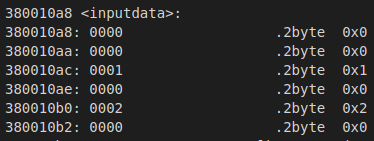 380010a8 <inputdata>:
380010a8: 0000 .2byte 0x0
380010aa: 0000 .2byte 0x0
380010ac: 0001 .2byte 0x1
380010ae: 0000 .2byte 0x0
380010b0: 0002 .2byte 0x2
380010b2: 0000 .2byte 0x0